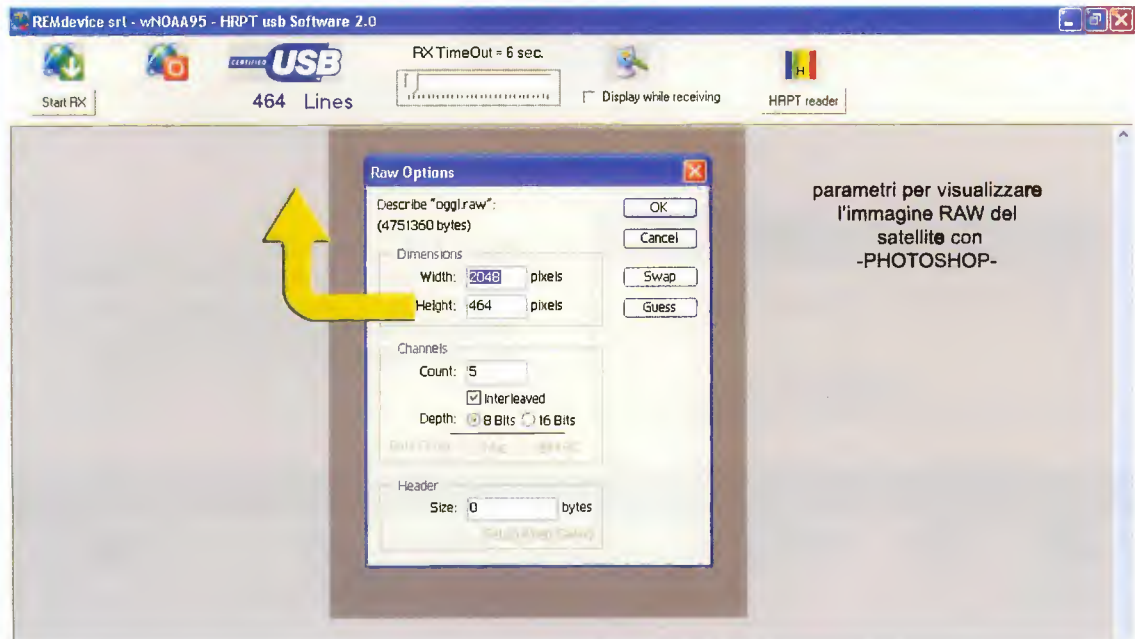 REMdevice srt - wNOAA95 - HRPT usb Software 2.0
Start RX
CERTIFIED USB
464 Lines
RX TimeOut = 6 sec.
Display while receiving
H
HRPT reader
parametri per visualizzare
l'immagine RAW del
satellite con
-PHOTOSHOP-
Raw Options
Describe "oggi.raw":
(4751360 bytes)
Dimensions
Width: 2048 pixels
Height: 464 pixels
Channels
Count: 5
Interleaved
Depth: 8 Bits 16 Bits
Header
Size: 0 bytes
OK
Cancel
Swap
Guess